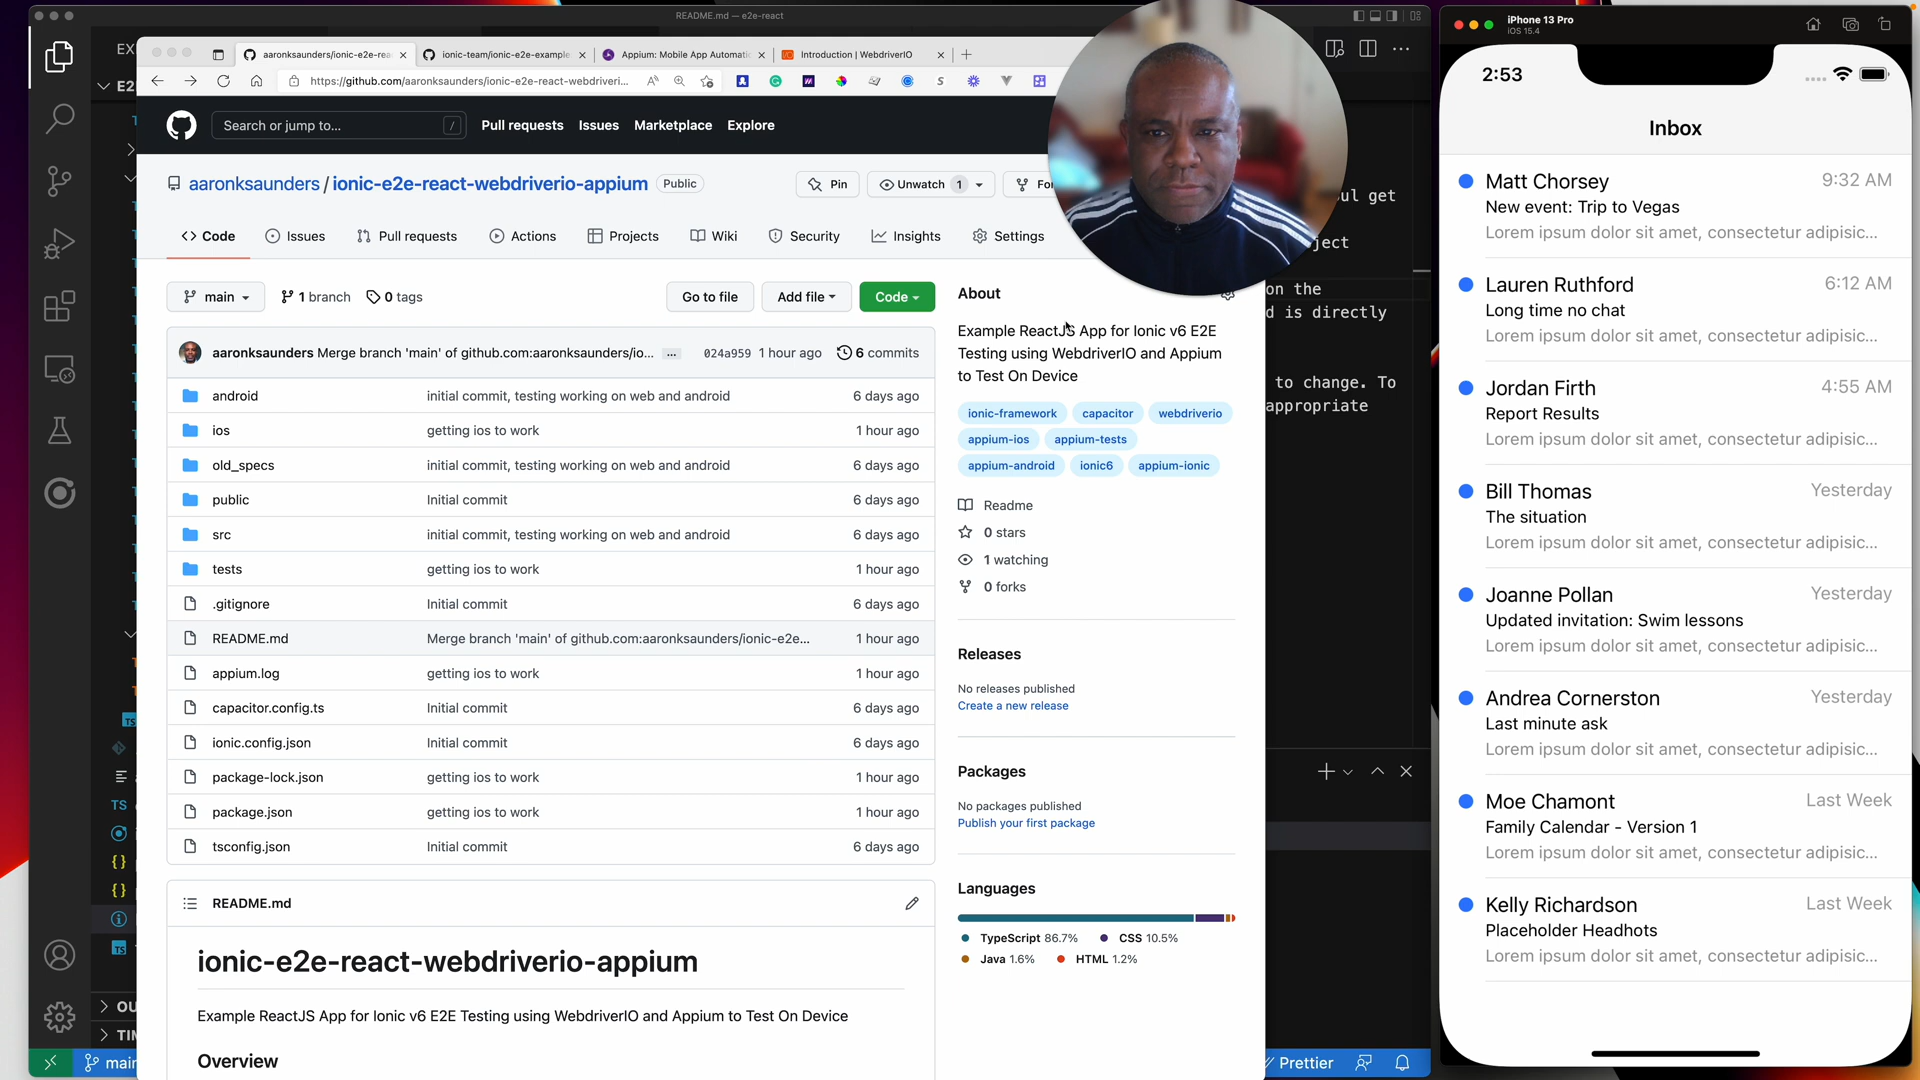 README.md — e2e-react
aaronksaunders/ionic-e2e-rea
ionic-team/ionic-e2e-example
Appium: Mobile App Automati
Introduction | WebdriverIO
https://github.com/aaronksaunders/ionic-e2e-react-webdriveri...
Search or jump to... /
Pull requests Issues Marketplace Explore
aaronksaunders / ionic-e2e-react-webdriverio-appium Public
Pin Unwatch 1
Code Issues Pull requests Actions Projects Wiki Security Insights Settings
main 1 branch 0 tags Go to file Add file Code
aaronksaunders Merge branch 'main' of github.com:aaronksaunders/io... ... 024a959 1 hour ago 6 commits
android initial commit, testing working on web and android 6 days ago
ios getting ios to work 1 hour ago
old_specs initial commit, testing working on web and android 6 days ago
public Initial commit 6 days ago
src initial commit, testing working on web and android 6 days ago
tests getting ios to work 1 hour ago
.gitignore Initial commit 6 days ago
README.md Merge branch 'main' of github.com:aaronksaunders/ionic-e2e... 1 hour ago
appium.log getting ios to work 1 hour ago
capacitor.config.ts Initial commit 6 days ago
ionic.config.json Initial commit 6 days ago
package-lock.json getting ios to work 1 hour ago
package.json getting ios to work 1 hour ago
tsconfig.json Initial commit 6 days ago
README.md
ionic-e2e-react-webdriverio-appium
Example ReactJS App for Ionic v6 E2E Testing using WebdriverIO and Appium to Test On Device
Overview
About
Example ReactJS App for Ionic v6 E2E
Testing using WebdriverIO and Appium
to Test On Device
ionic-framework capacitor webdriverio
appium-ios appium-tests
appium-android ionic6 appium-ionic
Readme
0 stars
1 watching
0 forks
Releases
No releases published
Create a new release
Packages
No packages published
Publish your first package
Languages
TypeScript 86.7% CSS 10.5%
Java 1.6% HTML 1.2%
get
on the
is directly
to change. To
appropriate
main
Prettier
iPhone 13 Pro
iOS 15.4
2:53
Inbox
Matt Chorsey 9:32 AM
New event: Trip to Vegas
Lorem ipsum dolor sit amet, consectetur adipisic...
Lauren Ruthford 6:12 AM
Long time no chat
Lorem ipsum dolor sit amet, consectetur adipisic...
Jordan Firth 4:55 AM
Report Results
Lorem ipsum dolor sit amet, consectetur adipisic...
Bill Thomas Yesterday
The situation
Lorem ipsum dolor sit amet, consectetur adipisic...
Joanne Pollan Yesterday
Updated invitation: Swim lessons
Lorem ipsum dolor sit amet, consectetur adipisic...
Andrea Cornerston Yesterday
Last minute ask
Lorem ipsum dolor sit amet, consectetur adipisic...
Moe Chamont Last Week
Family Calendar - Version 1
Lorem ipsum dolor sit amet, consectetur adipisic...
Kelly Richardson Last Week
Placeholder Headhots
Lorem ipsum dolor sit amet, consectetur adipisic...